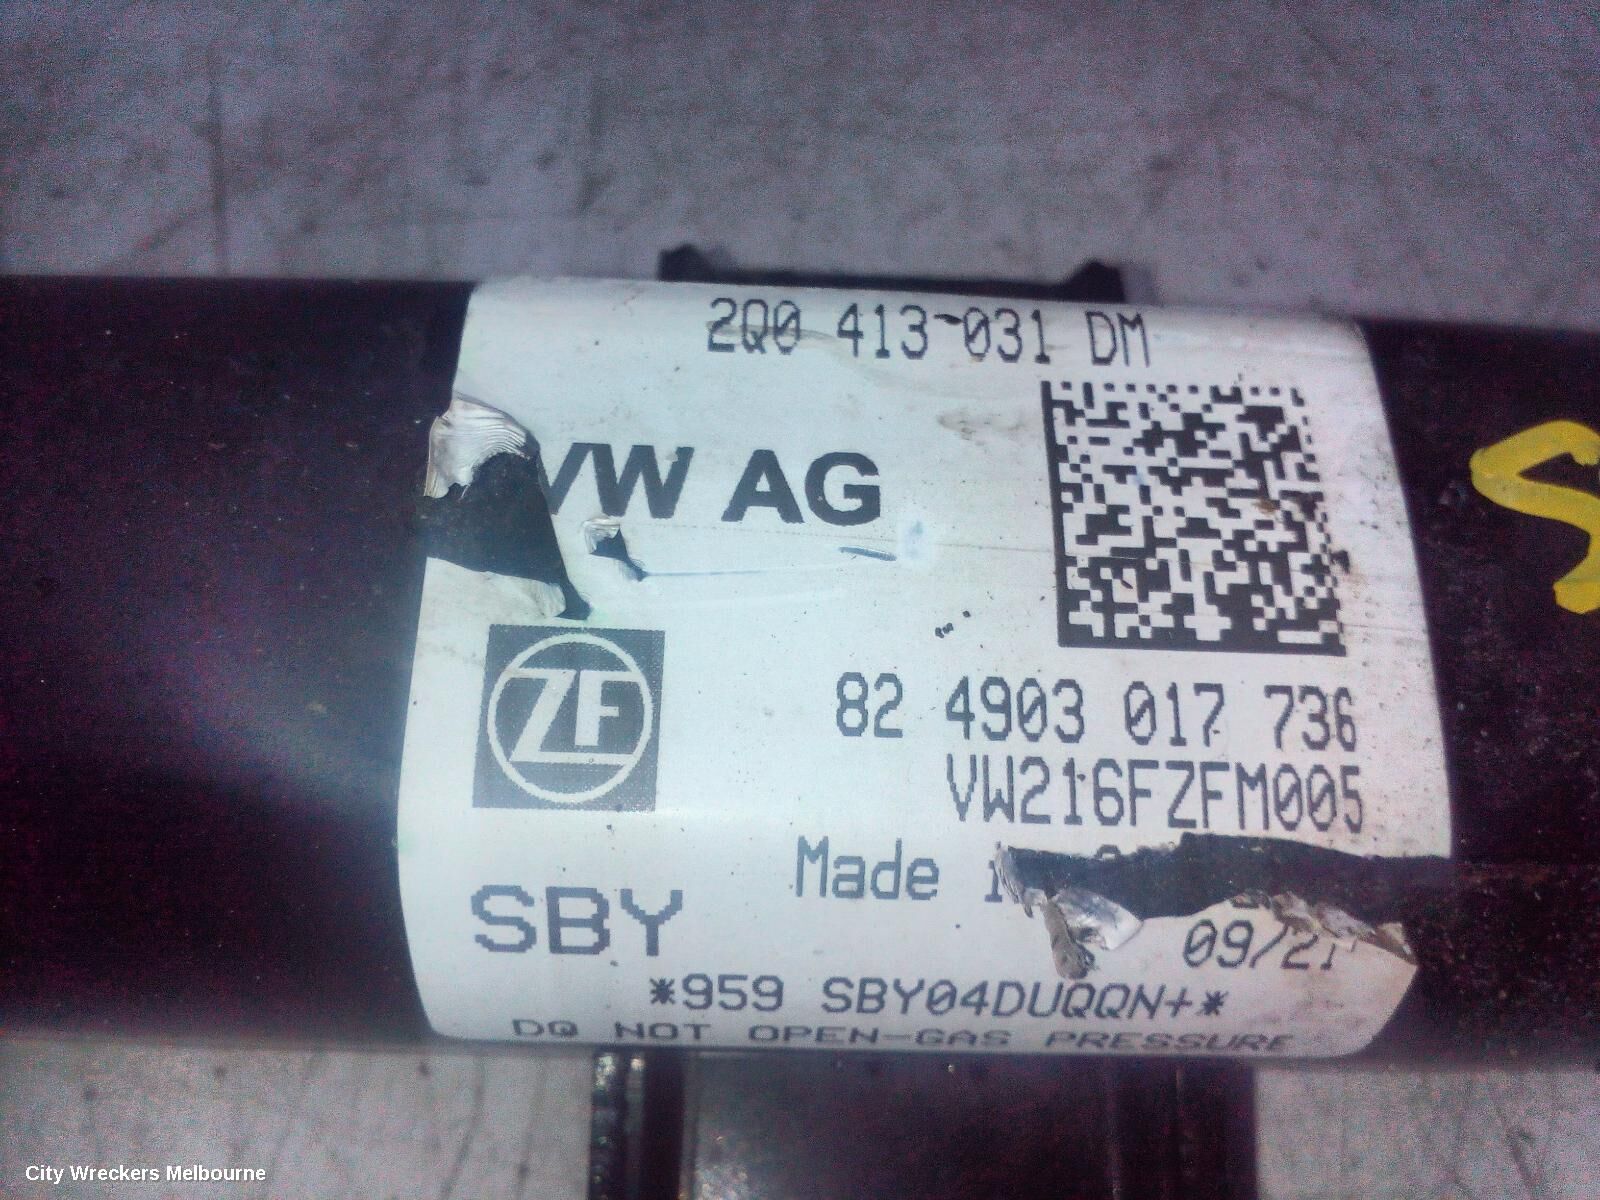 2Q0 413 031 DM
VW AG
ZF
82 4903 017 736
VW216FZFM005
Made
SBY
09/21
*959 SBY04DUQQN+*
DO NOT OPEN-GAS PRESSURE
S
City Wreckers Melbourne